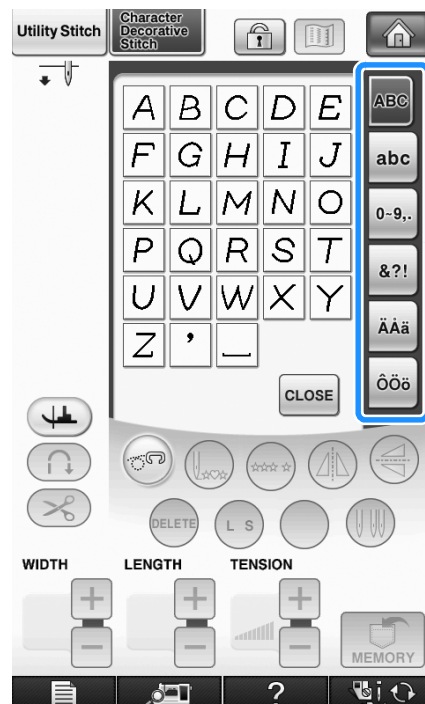 Utility Stitch
Character
Decorative
Stitch
A B C D E
F G H I J
K L M N O
P Q R S T
U V W X Y
Z ’ _
ABC
abc
0~9,.
&?!
ÄÀä
ÔÖö
CLOSE
DELETE
L S
WIDTH
LENGTH
TENSION
+ + +
− − −
MEMORY
?
i